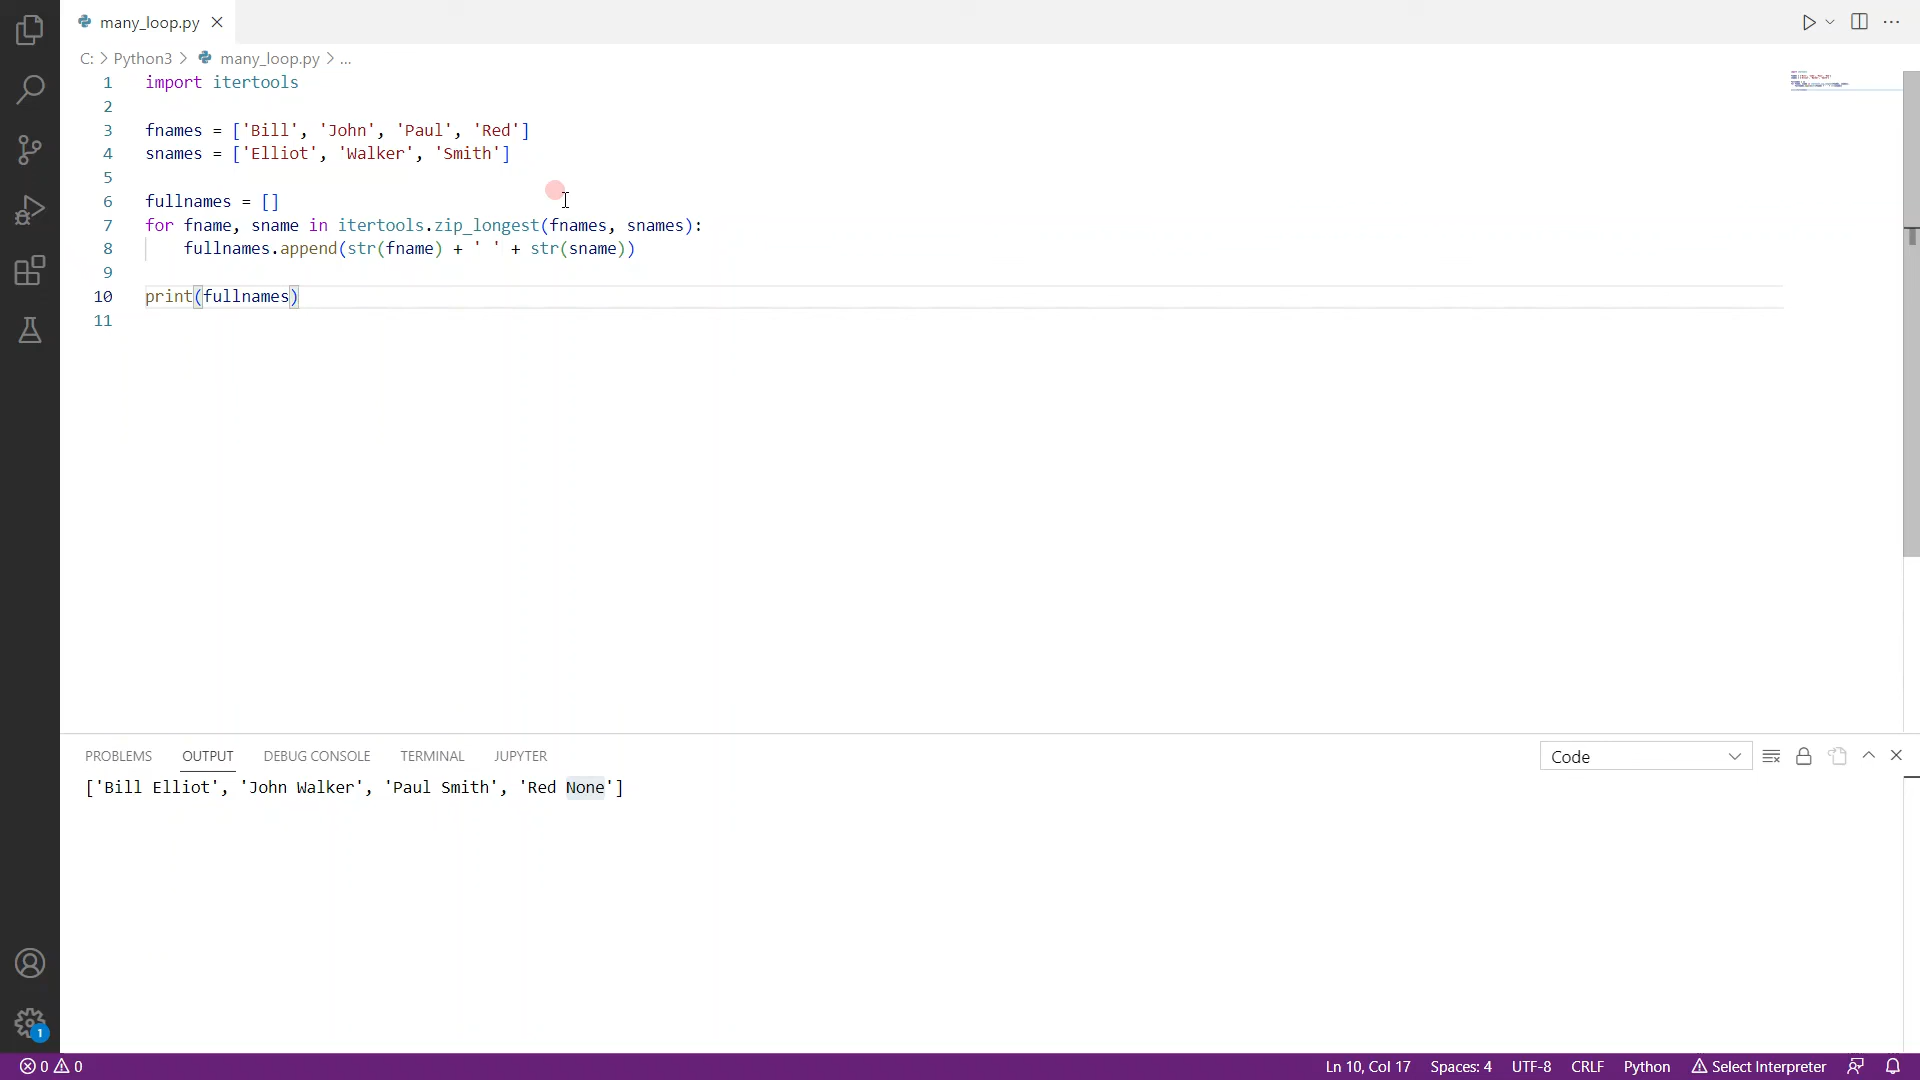 many_loop.py
C: > Python3 > many_loop.py > ...
1 import itertools
2
3 fnames = ['Bill', 'John', 'Paul', 'Red']
4 snames = ['Elliot', 'Walker', 'Smith']
5
6 fullnames = []
7 for fname, sname in itertools.zip_longest(fnames, snames):
8     fullnames.append(str(fname) + ' ' + str(sname))
9
10 print(fullnames)
11
PROBLEMS OUTPUT DEBUG CONSOLE TERMINAL JUPYTER Code
['Bill Elliot', 'John Walker', 'Paul Smith', 'Red None']
1
0 0 Ln 10, Col 17 Spaces: 4 UTF-8 CRLF Python Select Interpreter